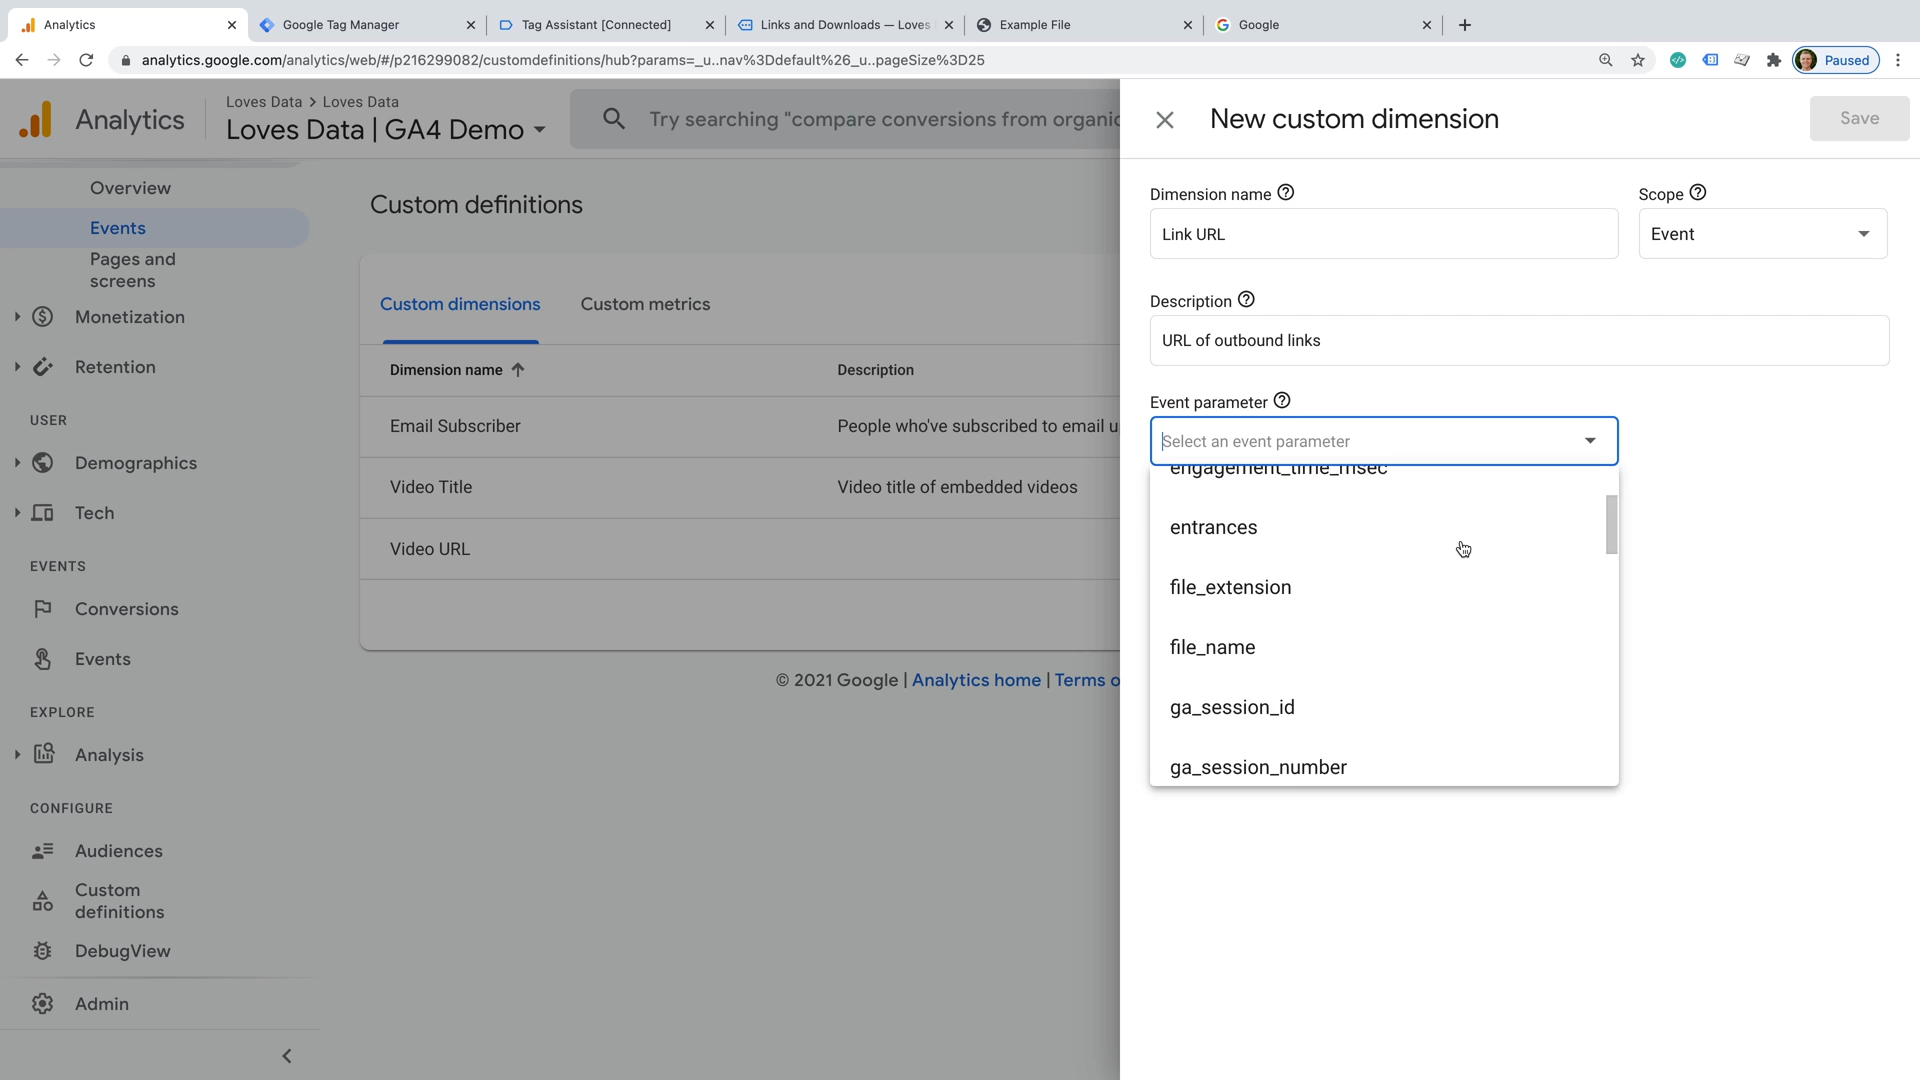 Analytics
Google Tag Manager
Tag Assistant [Connected]
Links and Downloads — Loves
Example File
Google
analytics.google.com/analytics/web/#/p216299082/customdefinitions/hub?params=_u..nav%3Ddefault%26_u..pageSize%3D25
Paused
Analytics
Loves Data > Loves Data
Loves Data | GA4 Demo
Try searching "compare conversions from organic
New custom dimension
Save
Overview
Events
Pages and
screens
Monetization
Retention
USER
Demographics
Tech
EVENTS
Conversions
Events
EXPLORE
Analysis
CONFIGURE
Audiences
Custom
definitions
DebugView
Admin
Custom definitions
Custom dimensions
Custom metrics
Dimension name
Description
Email Subscriber
People who've subscribed to email u
Video Title
Video title of embedded videos
Video URL
© 2021 Google | Analytics home | Terms o
Dimension name
Scope
Link URL
Event
Description
URL of outbound links
Event parameter
Select an event parameter
engagement_time_msec
entrances
file_extension
file_name
ga_session_id
ga_session_number